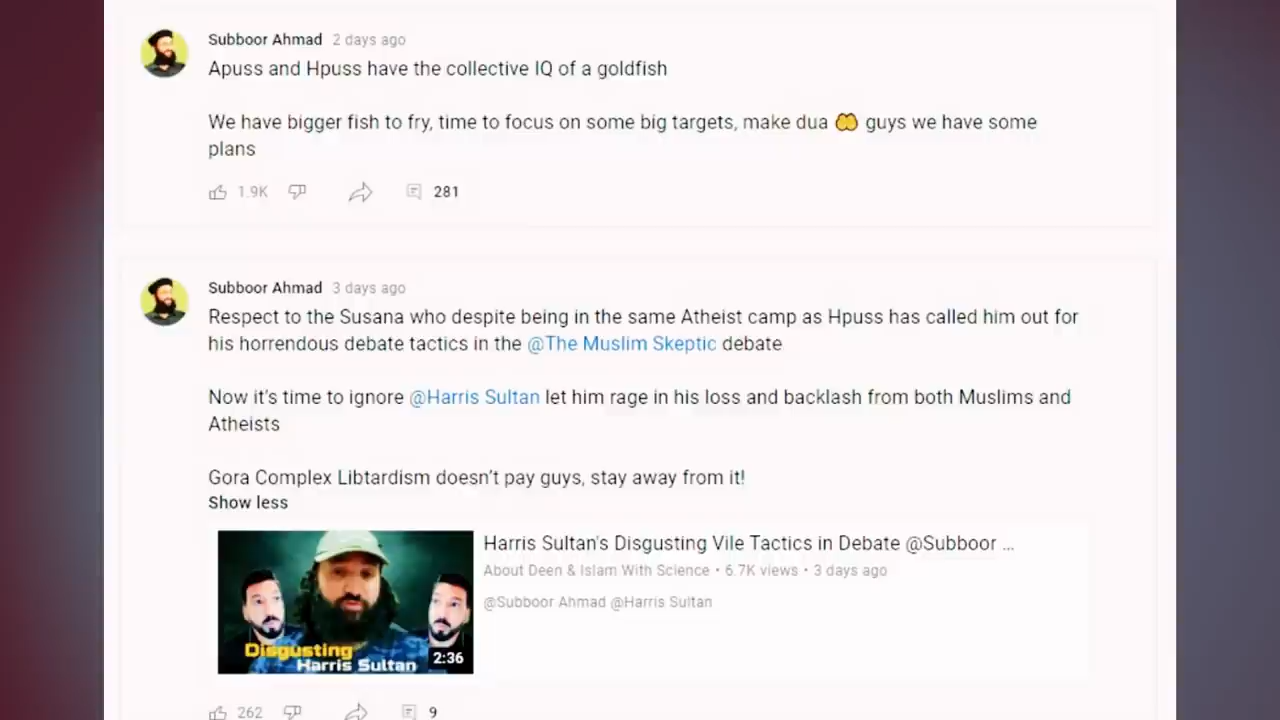 Subboor Ahmad 2 days ago
Apuss and Hpuss have the collective IQ of a goldfish
We have bigger fish to fry, time to focus on some big targets, make dua 🤲 guys we have some
plans
1.9K 281
Subboor Ahmad 3 days ago
Respect to the Susana who despite being in the same Atheist camp as Hpuss has called him out for
his horrendous debate tactics in the @The Muslim Skeptic debate
Now it's time to ignore @Harris Sultan let him rage in his loss and backlash from both Muslims and
Atheists
Gora Complex Libtardism doesn't pay guys, stay away from it!
Show less
Harris Sultan's Disgusting Vile Tactics in Debate @Subboor ...
About Deen & Islam With Science • 6.7K views • 3 days ago
@Subboor Ahmad @Harris Sultan
Disgusting
Harris Sultan
2:36
262 9